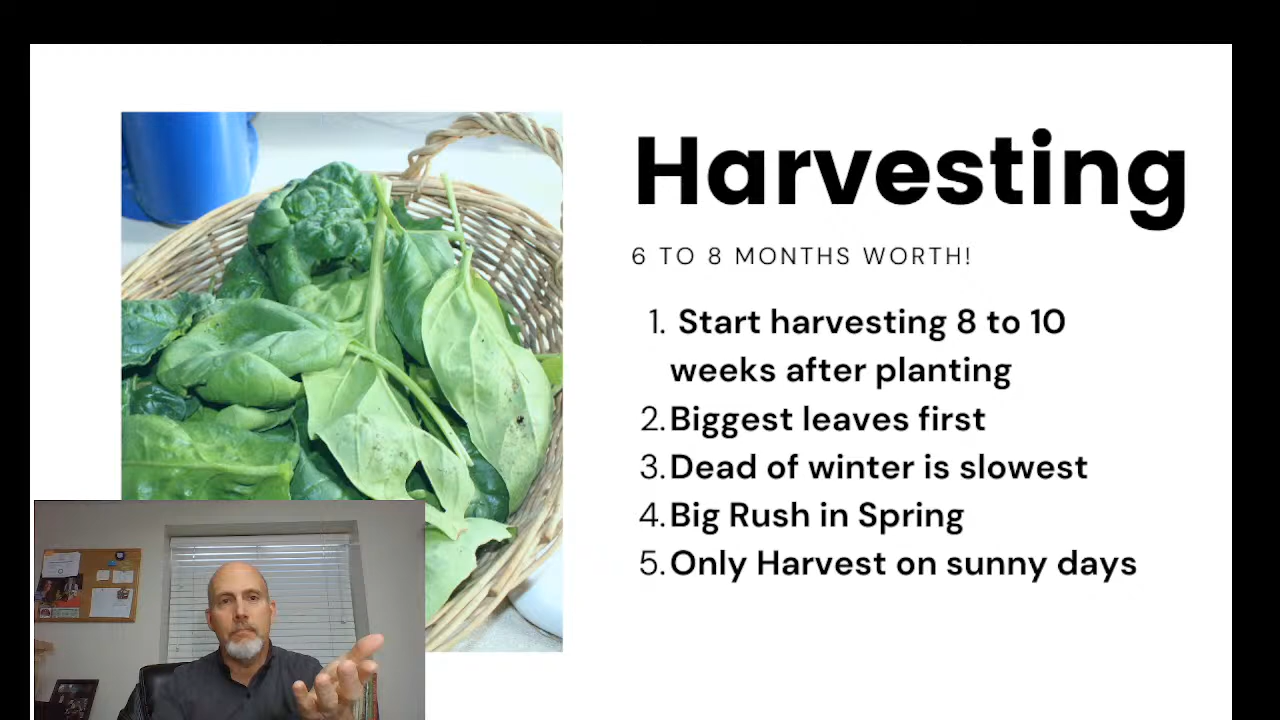 Harvesting
6 TO 8 MONTHS WORTH!
1. Start harvesting 8 to 10
weeks after planting
2. Biggest leaves first
3. Dead of winter is slowest
4. Big Rush in Spring
5. Only Harvest on sunny days